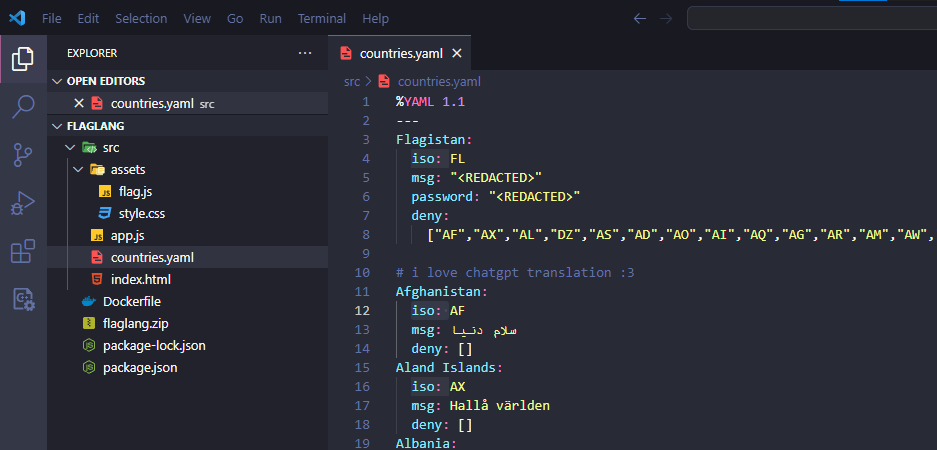 File Edit Selection View Go Run Terminal Help
EXPLORER
OPEN EDITORS
countries.yaml src
FLAGLANG
src
assets
flag.js
style.css
app.js
countries.yaml
index.html
Dockerfile
flaglang.zip
package-lock.json
package.json
countries.yaml
src > countries.yaml
1 %YAML 1.1
2 ---
3 Flagistan:
4 iso: FL
5 msg: "<REDACTED>"
6 password: "<REDACTED>"
7 deny:
8 ["AF","AX","AL","DZ","AS","AD","AO","AI","AQ","AG","AR","AM","AW",
9
10 # i love chatgpt translation :3
11 Afghanistan:
12 iso: AF
13 msg: سلام دنیا
14 deny: []
15 Aland Islands:
16 iso: AX
17 msg: Hallå världen
18 deny: []
19 Albania: